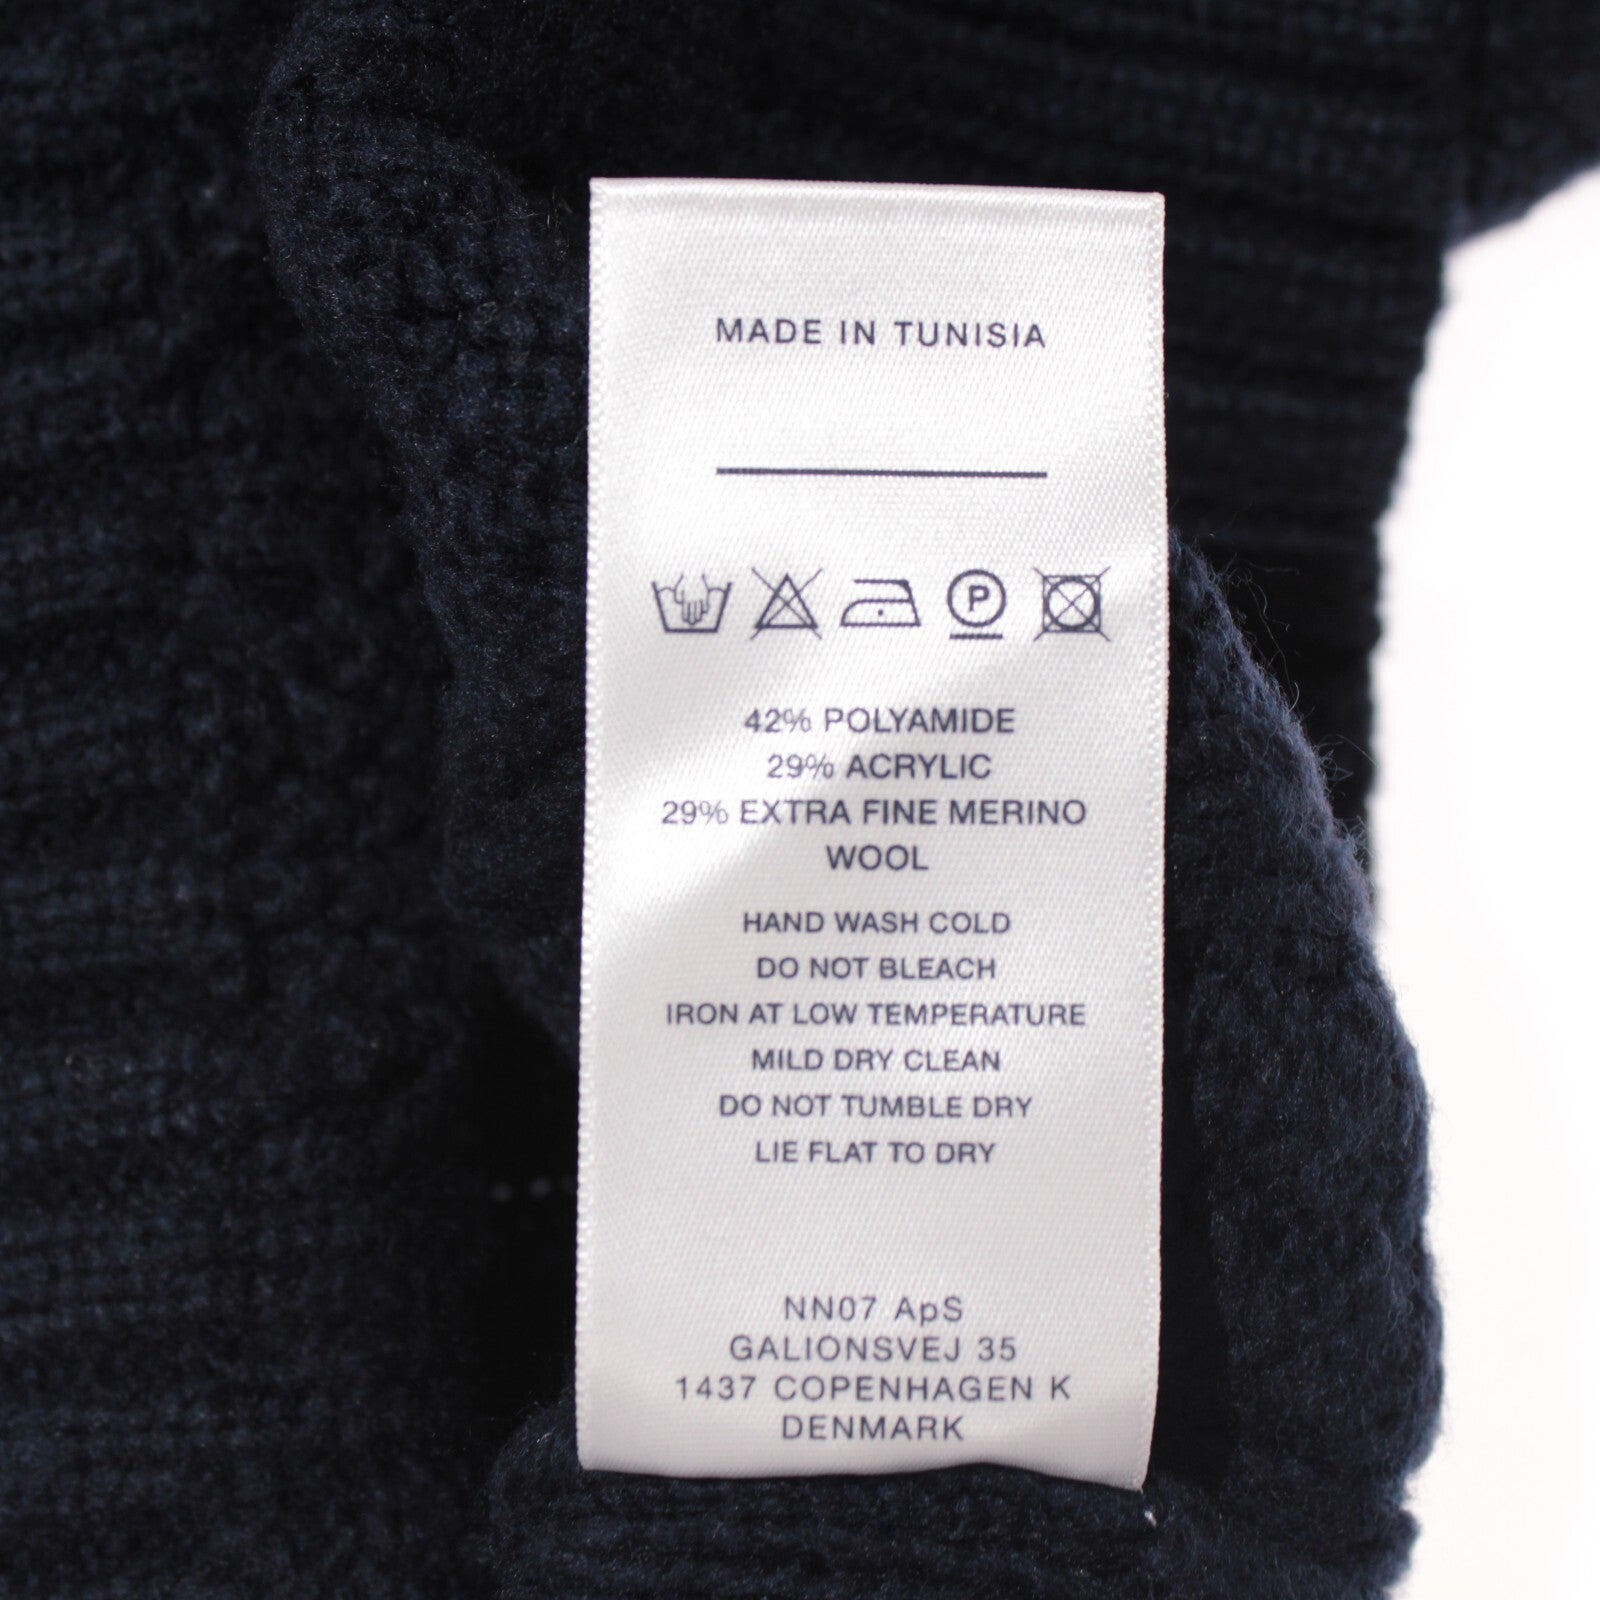 MADE IN TUNISIA
P
42% POLYAMIDE
29% ACRYLIC
29% EXTRA FINE MERINO
WOOL
HAND WASH COLD
DO NOT BLEACH
IRON AT LOW TEMPERATURE
MILD DRY CLEAN
DO NOT TUMBLE DRY
LIE FLAT TO DRY
NN07 ApS
GALIONSVEJ 35
1437 COPENHAGEN K
DENMARK